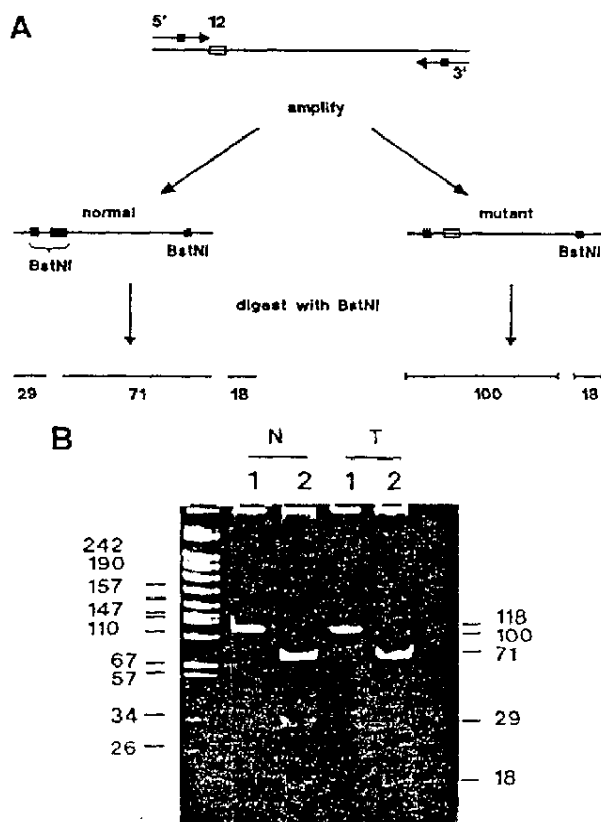 A
5' 12
3'
amplify
normal mutant
BstNI BstNI BstNI
digest with BstNI
29 71 18 100 18
B
N T
1 2 1 2
242
190
157
147
110
67
57
34
26
118
100
71
29
18